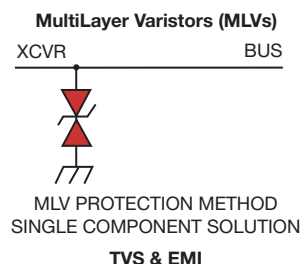 MultiLayer Varistors (MLVs)
XCVR BUS
MLV PROTECTION METHOD
SINGLE COMPONENT SOLUTION
TVS & EMI